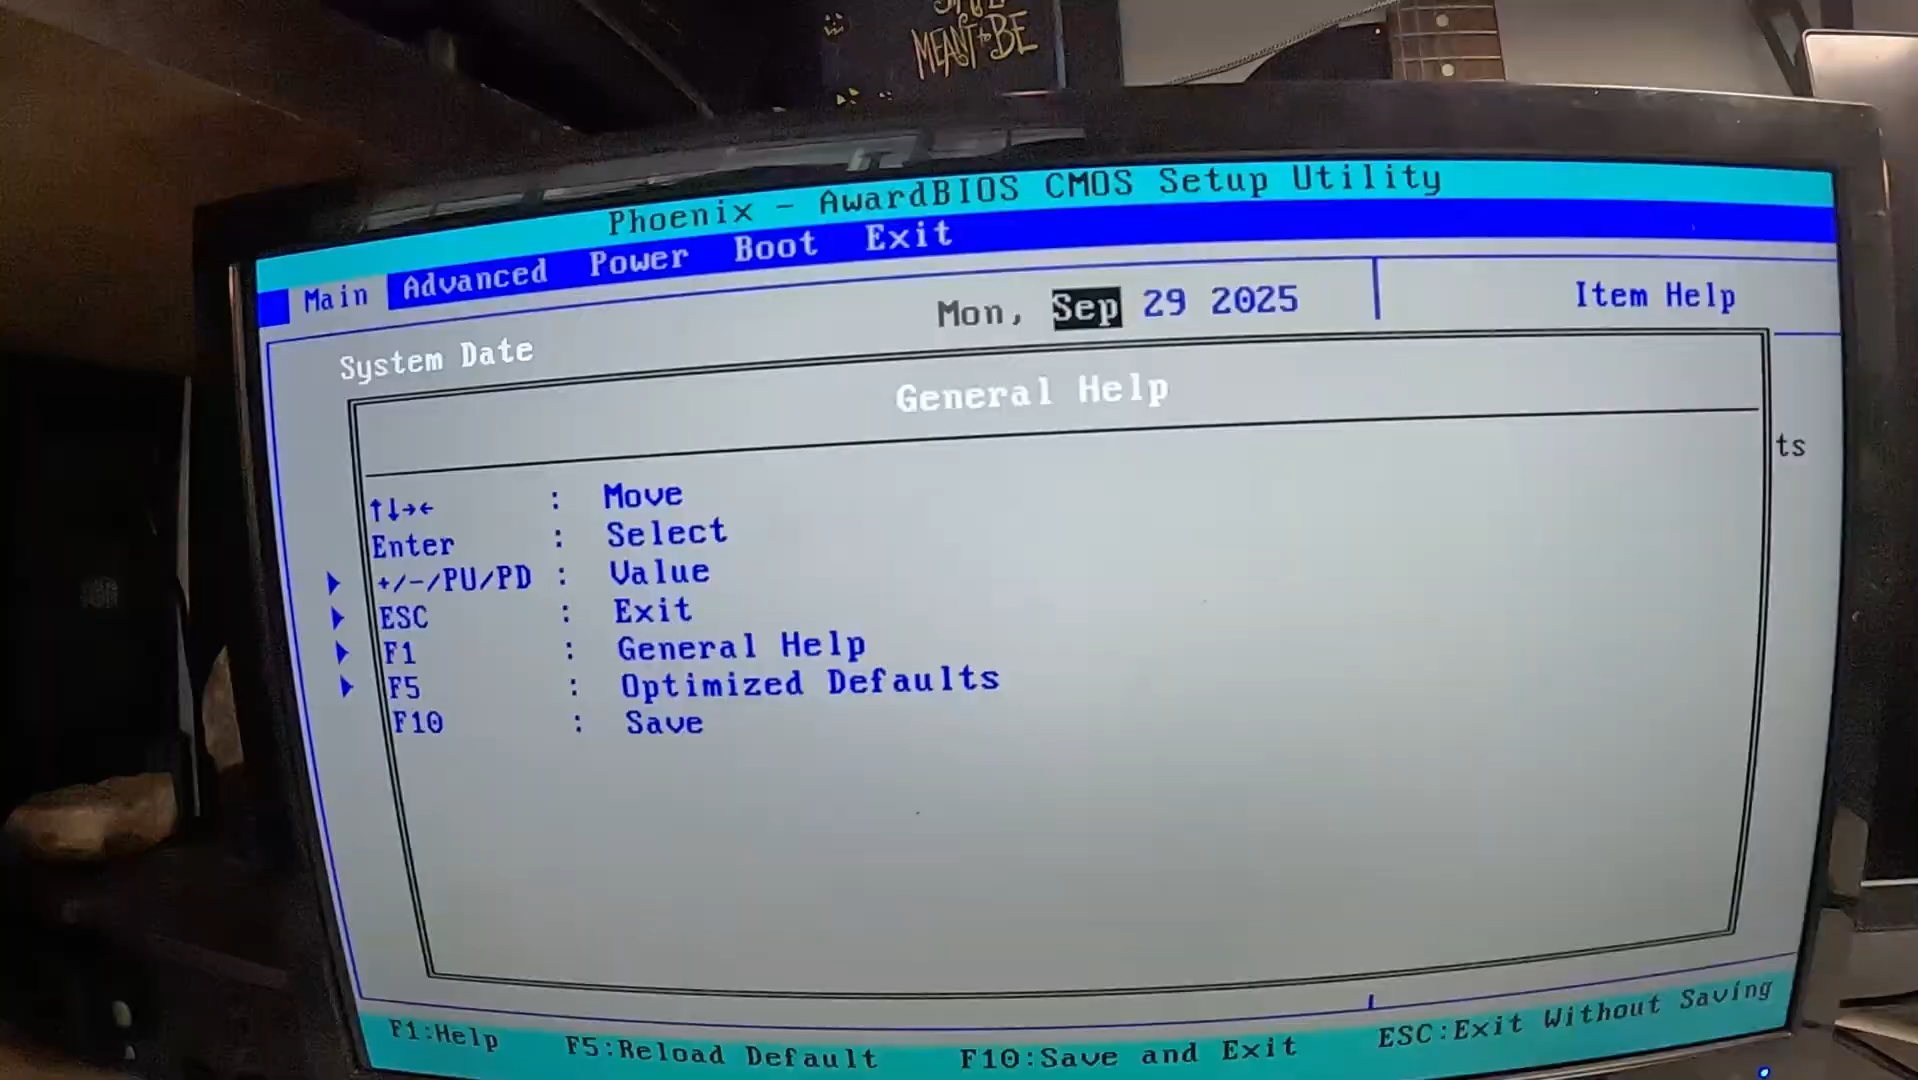 MEANT to BE
Phoenix - AwardBIOS CMOS Setup Utility
Main Advanced Power Boot Exit
System Date Mon, Sep 29 2025 Item Help
General Help
ts
↑↓→← : Move
Enter : Select
+/-/PU/PD : Value
ESC : Exit
F1 : General Help
F5 : Optimized Defaults
F10 : Save
F1:Help F5:Reload Default F10:Save and Exit ESC:Exit Without Saving